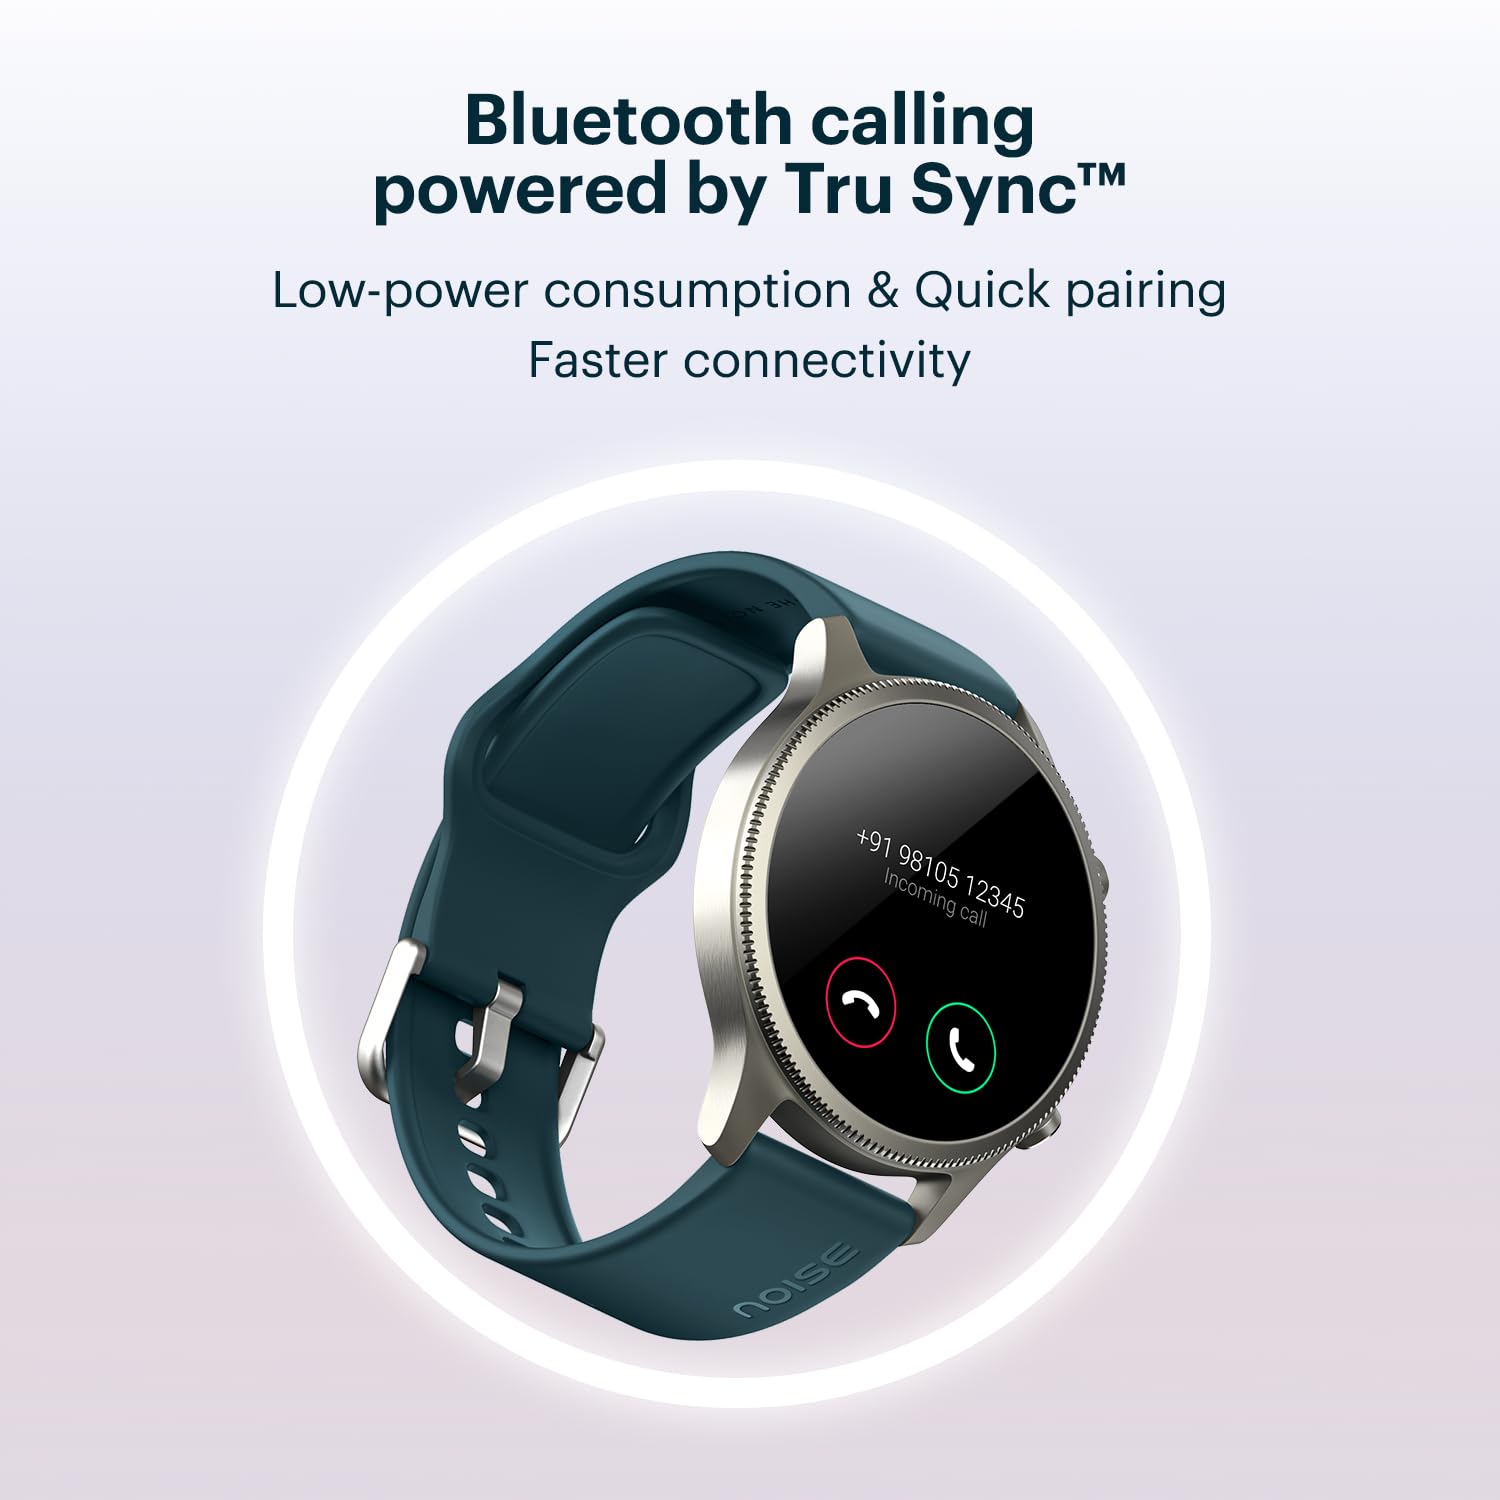 Bluetooth calling
powered by Tru Sync™
Low-power consumption & Quick pairing
Faster connectivity
+91 98105 12345
Incoming call
NOISE